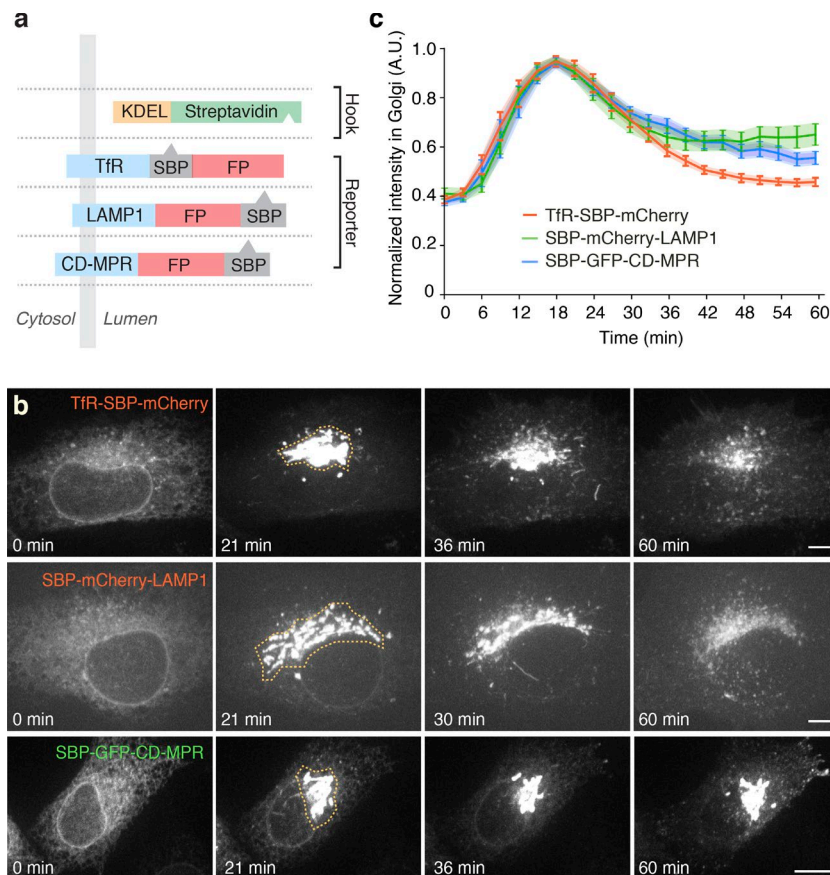 a
KDEL Streptavidin
Hook
TfR SBP FP
LAMP1 FP SBP
CD-MPR FP SBP
Reporter
Cytosol Lumen
c
Normalized intensity in Golgi (A.U.)
1.0
0.8
0.6
0.4
0.2
0
TfR-SBP-mCherry
SBP-mCherry-LAMP1
SBP-GFP-CD-MPR
0 6 12 18 24 30 36 42 48 54 60
Time (min)
b
TfR-SBP-mCherry
0 min 21 min 36 min 60 min
SBP-mCherry-LAMP1
0 min 21 min 30 min 60 min
SBP-GFP-CD-MPR
0 min 21 min 36 min 60 min